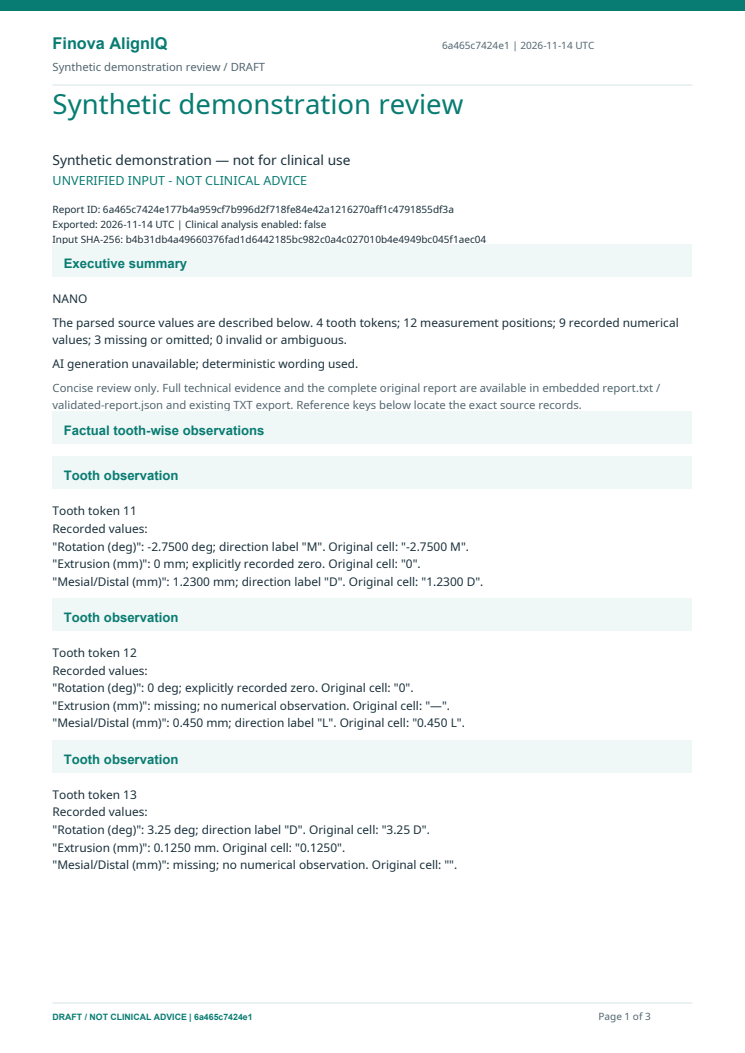 Finova AlignIQ
6a465c7424e1 | 2026-11-14 UTC
Synthetic demonstration review / DRAFT
Synthetic demonstration review
Synthetic demonstration — not for clinical use
UNVERIFIED INPUT - NOT CLINICAL ADVICE
Report ID: 6a465c7424e177b4a959cf7b996d2f718fe84e42a1216270aff1c4791855df3a
Exported: 2026-11-14 UTC | Clinical analysis enabled: false
Input SHA-256: b4b31db4a49660376fad1d6442185bc982c0a4c027010b4e4949bc045f1aec04
Executive summary
NANO
The parsed source values are described below. 4 tooth tokens; 12 measurement positions; 9 recorded numerical
values; 3 missing or omitted; 0 invalid or ambiguous.
AI generation unavailable; deterministic wording used.
Concise review only. Full technical evidence and the complete original report are available in embedded report.txt /
validated-report.json and existing TXT export. Reference keys below locate the exact source records.
Factual tooth-wise observations
Tooth observation
Tooth token 11
Recorded values:
"Rotation (deg)": -2.7500 deg; direction label "M". Original cell: "-2.7500 M".
"Extrusion (mm)": 0 mm; explicitly recorded zero. Original cell: "0".
"Mesial/Distal (mm)": 1.2300 mm; direction label "D". Original cell: "1.2300 D".
Tooth observation
Tooth token 12
Recorded values:
"Rotation (deg)": 0 deg; explicitly recorded zero. Original cell: "0".
"Extrusion (mm)": missing; no numerical observation. Original cell: "—".
"Mesial/Distal (mm)": 0.450 mm; direction label "L". Original cell: "0.450 L".
Tooth observation
Tooth token 13
Recorded values:
"Rotation (deg)": 3.25 deg; direction label "D". Original cell: "3.25 D".
"Extrusion (mm)": 0.1250 mm. Original cell: "0.1250".
"Mesial/Distal (mm)": missing; no numerical observation. Original cell: "".
DRAFT / NOT CLINICAL ADVICE | 6a465c7424e1
Page 1 of 3